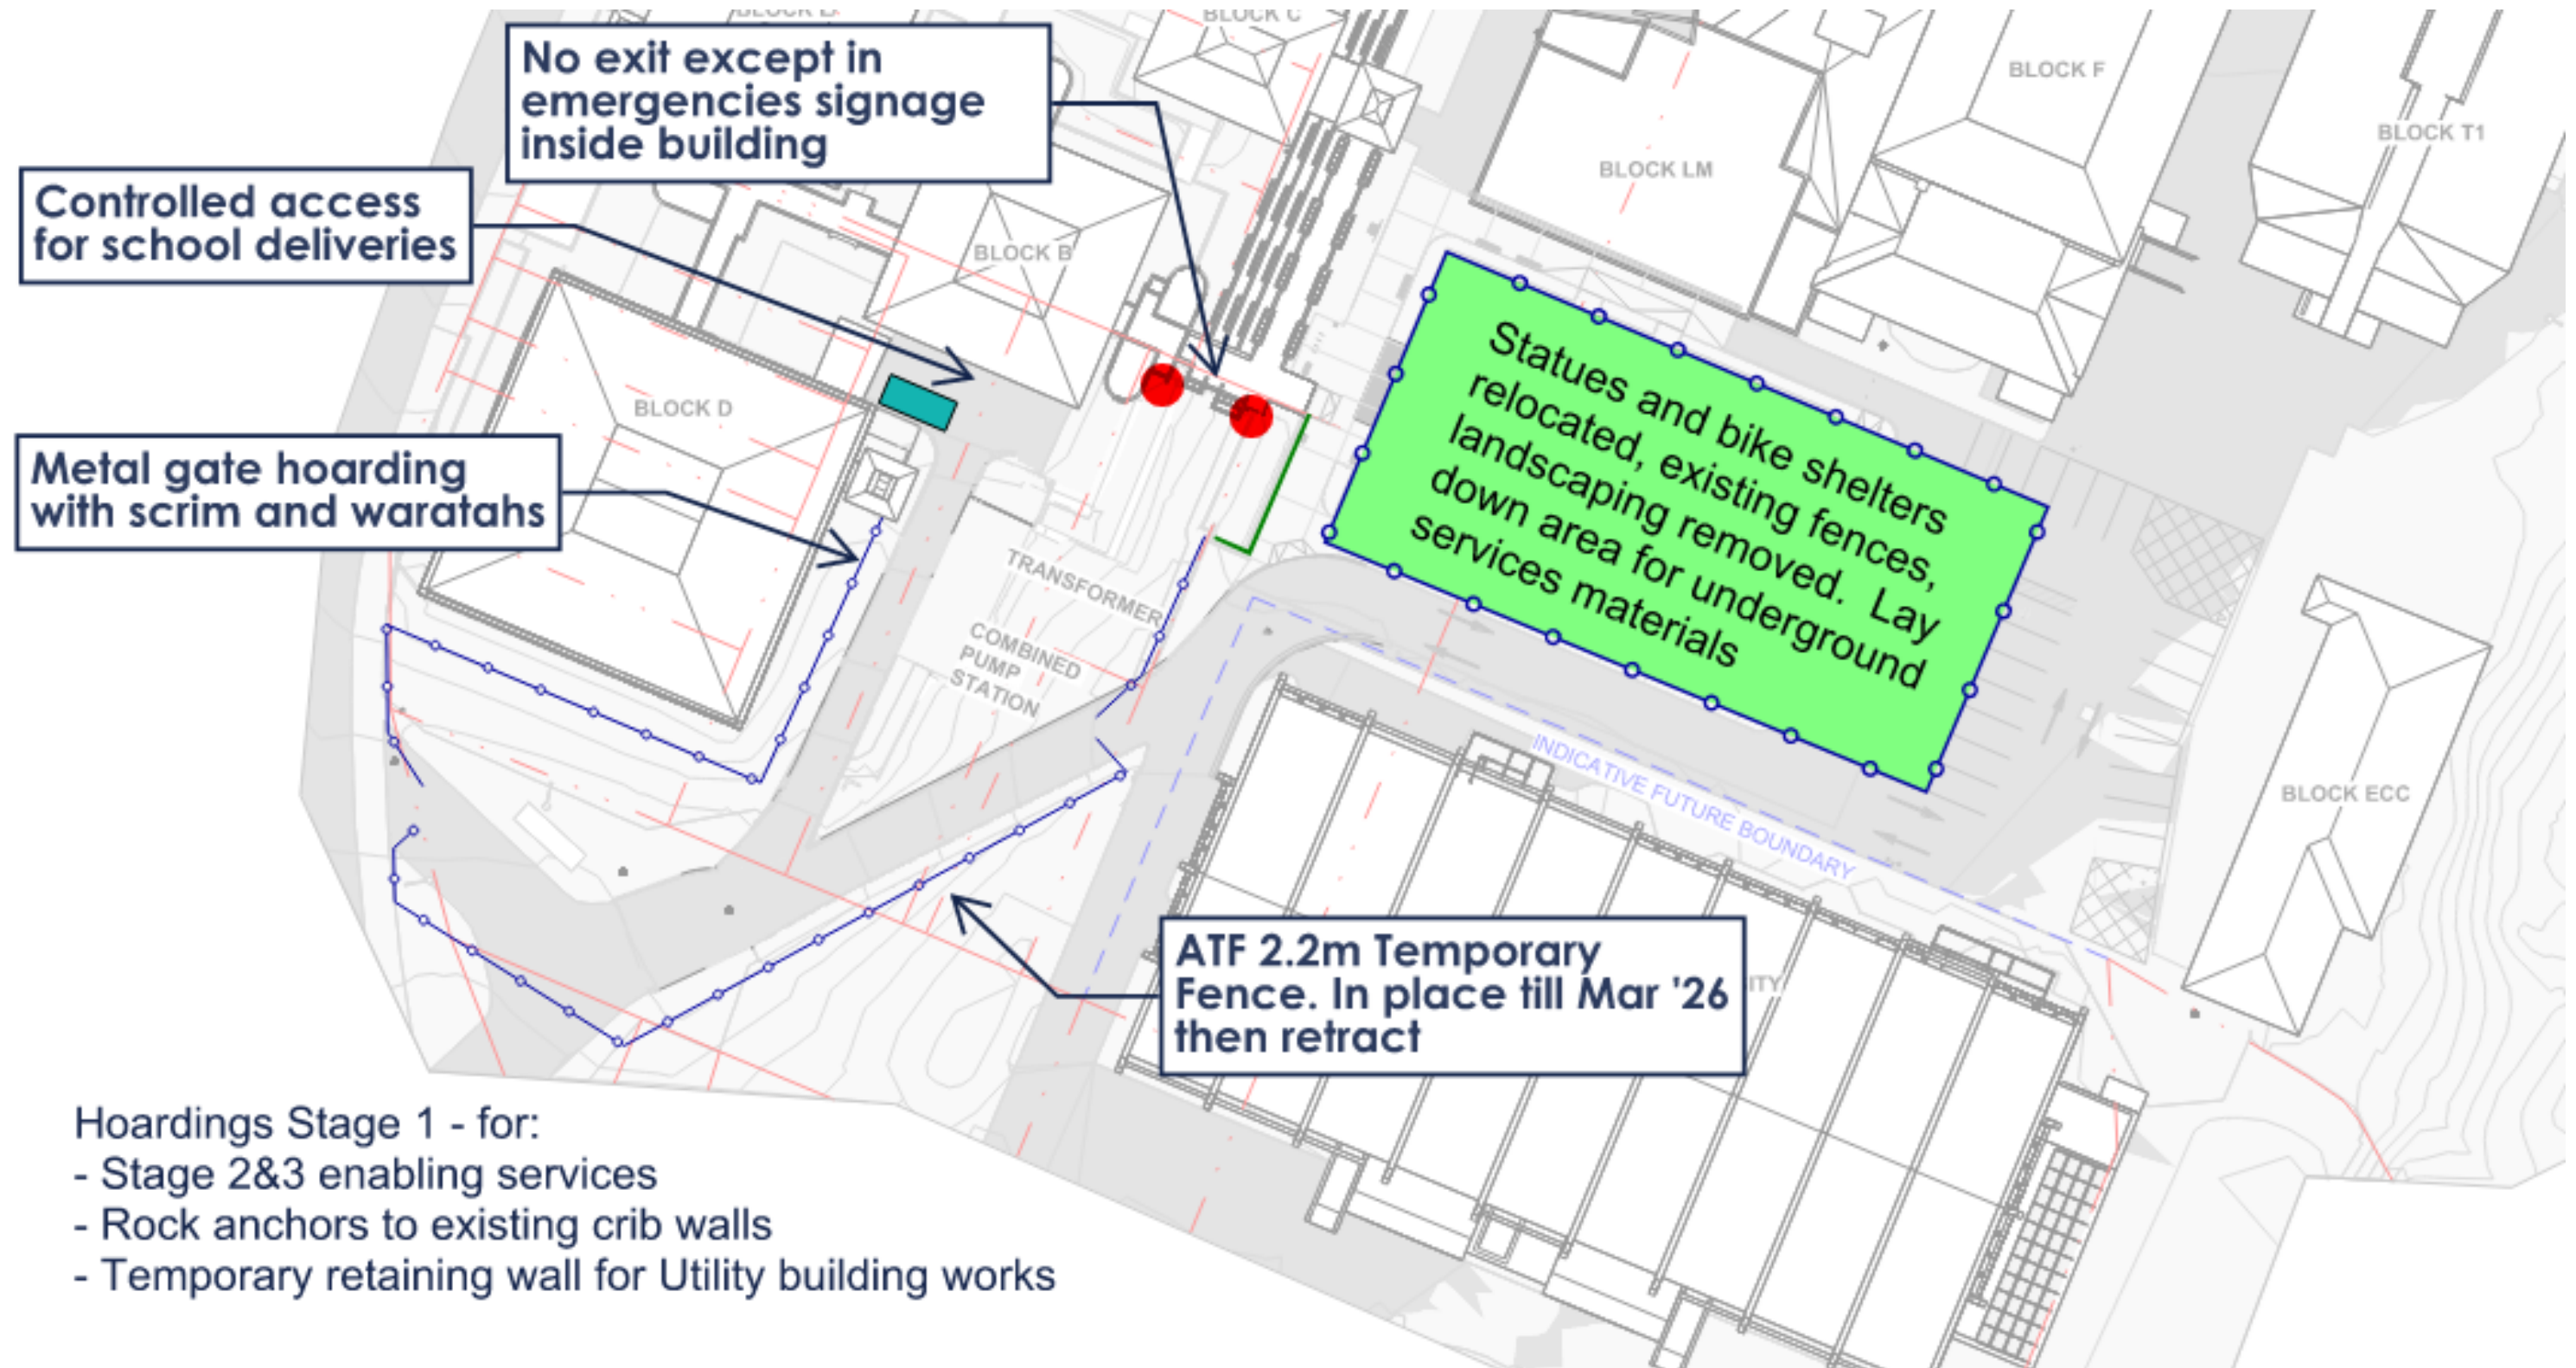 BLOCK C
No exit except in
emergencies signage
inside building
BLOCK F
BLOCK T1
BLOCK LM
Controlled access
for school deliveries
BLOCK B
Statues and bike shelters
relocated, existing fences,
landscaping removed.  Lay
down area for underground
services materials
BLOCK D
Metal gate hoarding
with scrim and waratahs
TRANSFORMER
COMBINED
PUMP
STATION
INDICATIVE FUTURE BOUNDARY
BLOCK ECC
ATF 2.2m Temporary
Fence. In place till Mar '26
then retract
Hoardings Stage 1 - for:
- Stage 2&3 enabling services
- Rock anchors to existing crib walls
- Temporary retaining wall for Utility building works